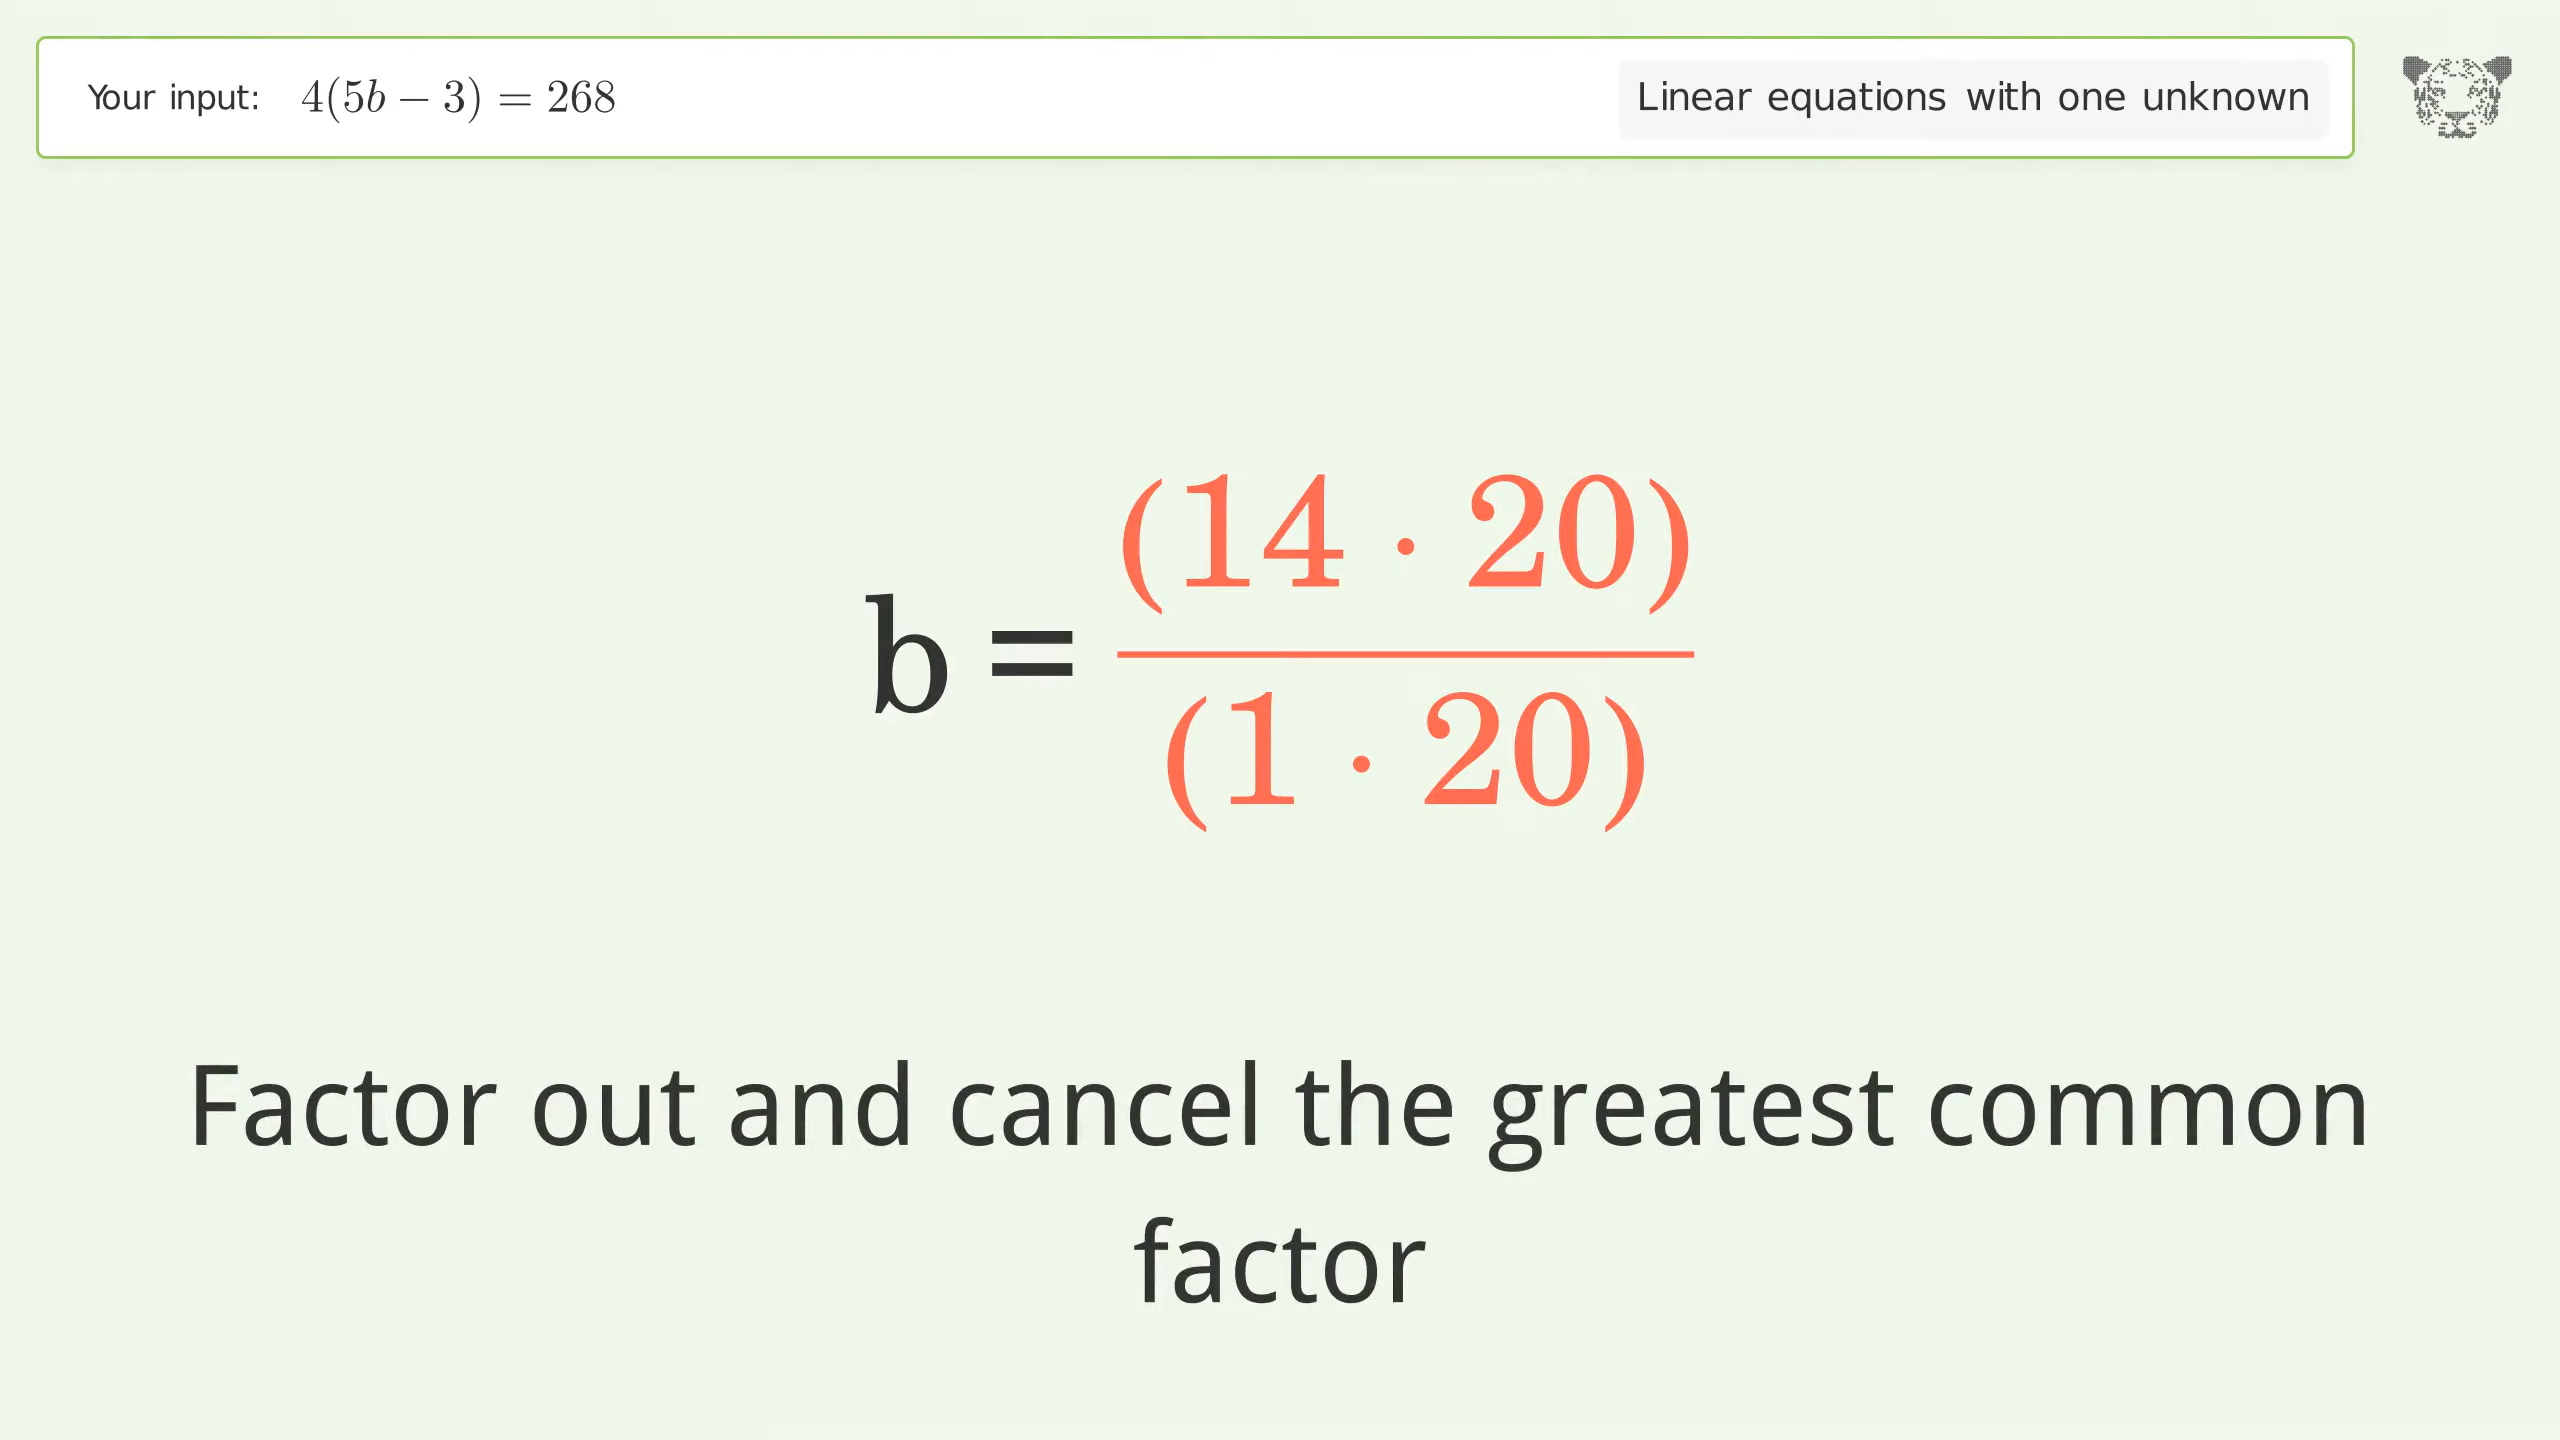 Your input: 4(5b − 3) = 268
Linear equations with one unknown
b = (14 · 20) / (1 · 20)
Factor out and cancel the greatest common
factor